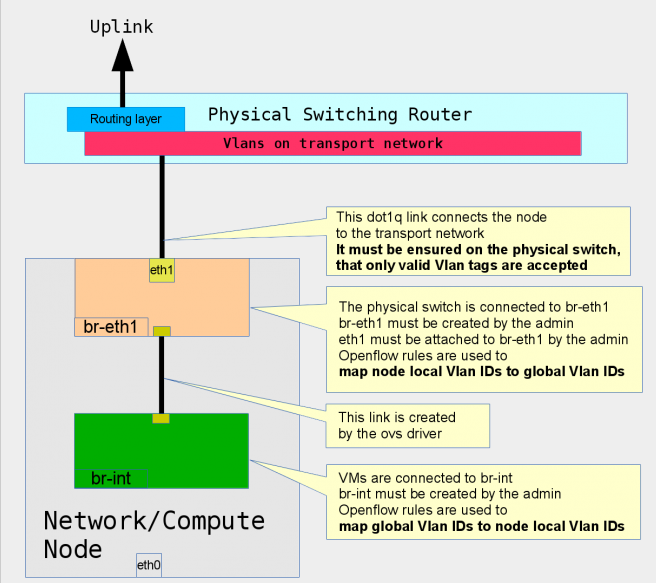 Uplink
Routing layer
Physical Switching Router
Vlans on transport network
This dot1q link connects the node
to the transport network
It must be ensured on the physical switch,
that only valid Vlan tags are accepted
eth1
br-eth1
The physical switch is connected to br-eth1
br-eth1 must be created by the admin
eth1 must be attached to br-eth1 by the admin
Openflow rules are used to
map node local Vlan IDs to global Vlan IDs
This link is created
by the ovs driver
br-int
VMs are connected to br-int
br-int must be created by the admin
Openflow rules are used to
map global Vlan IDs to node local Vlan IDs
Network/Compute
Node
eth0